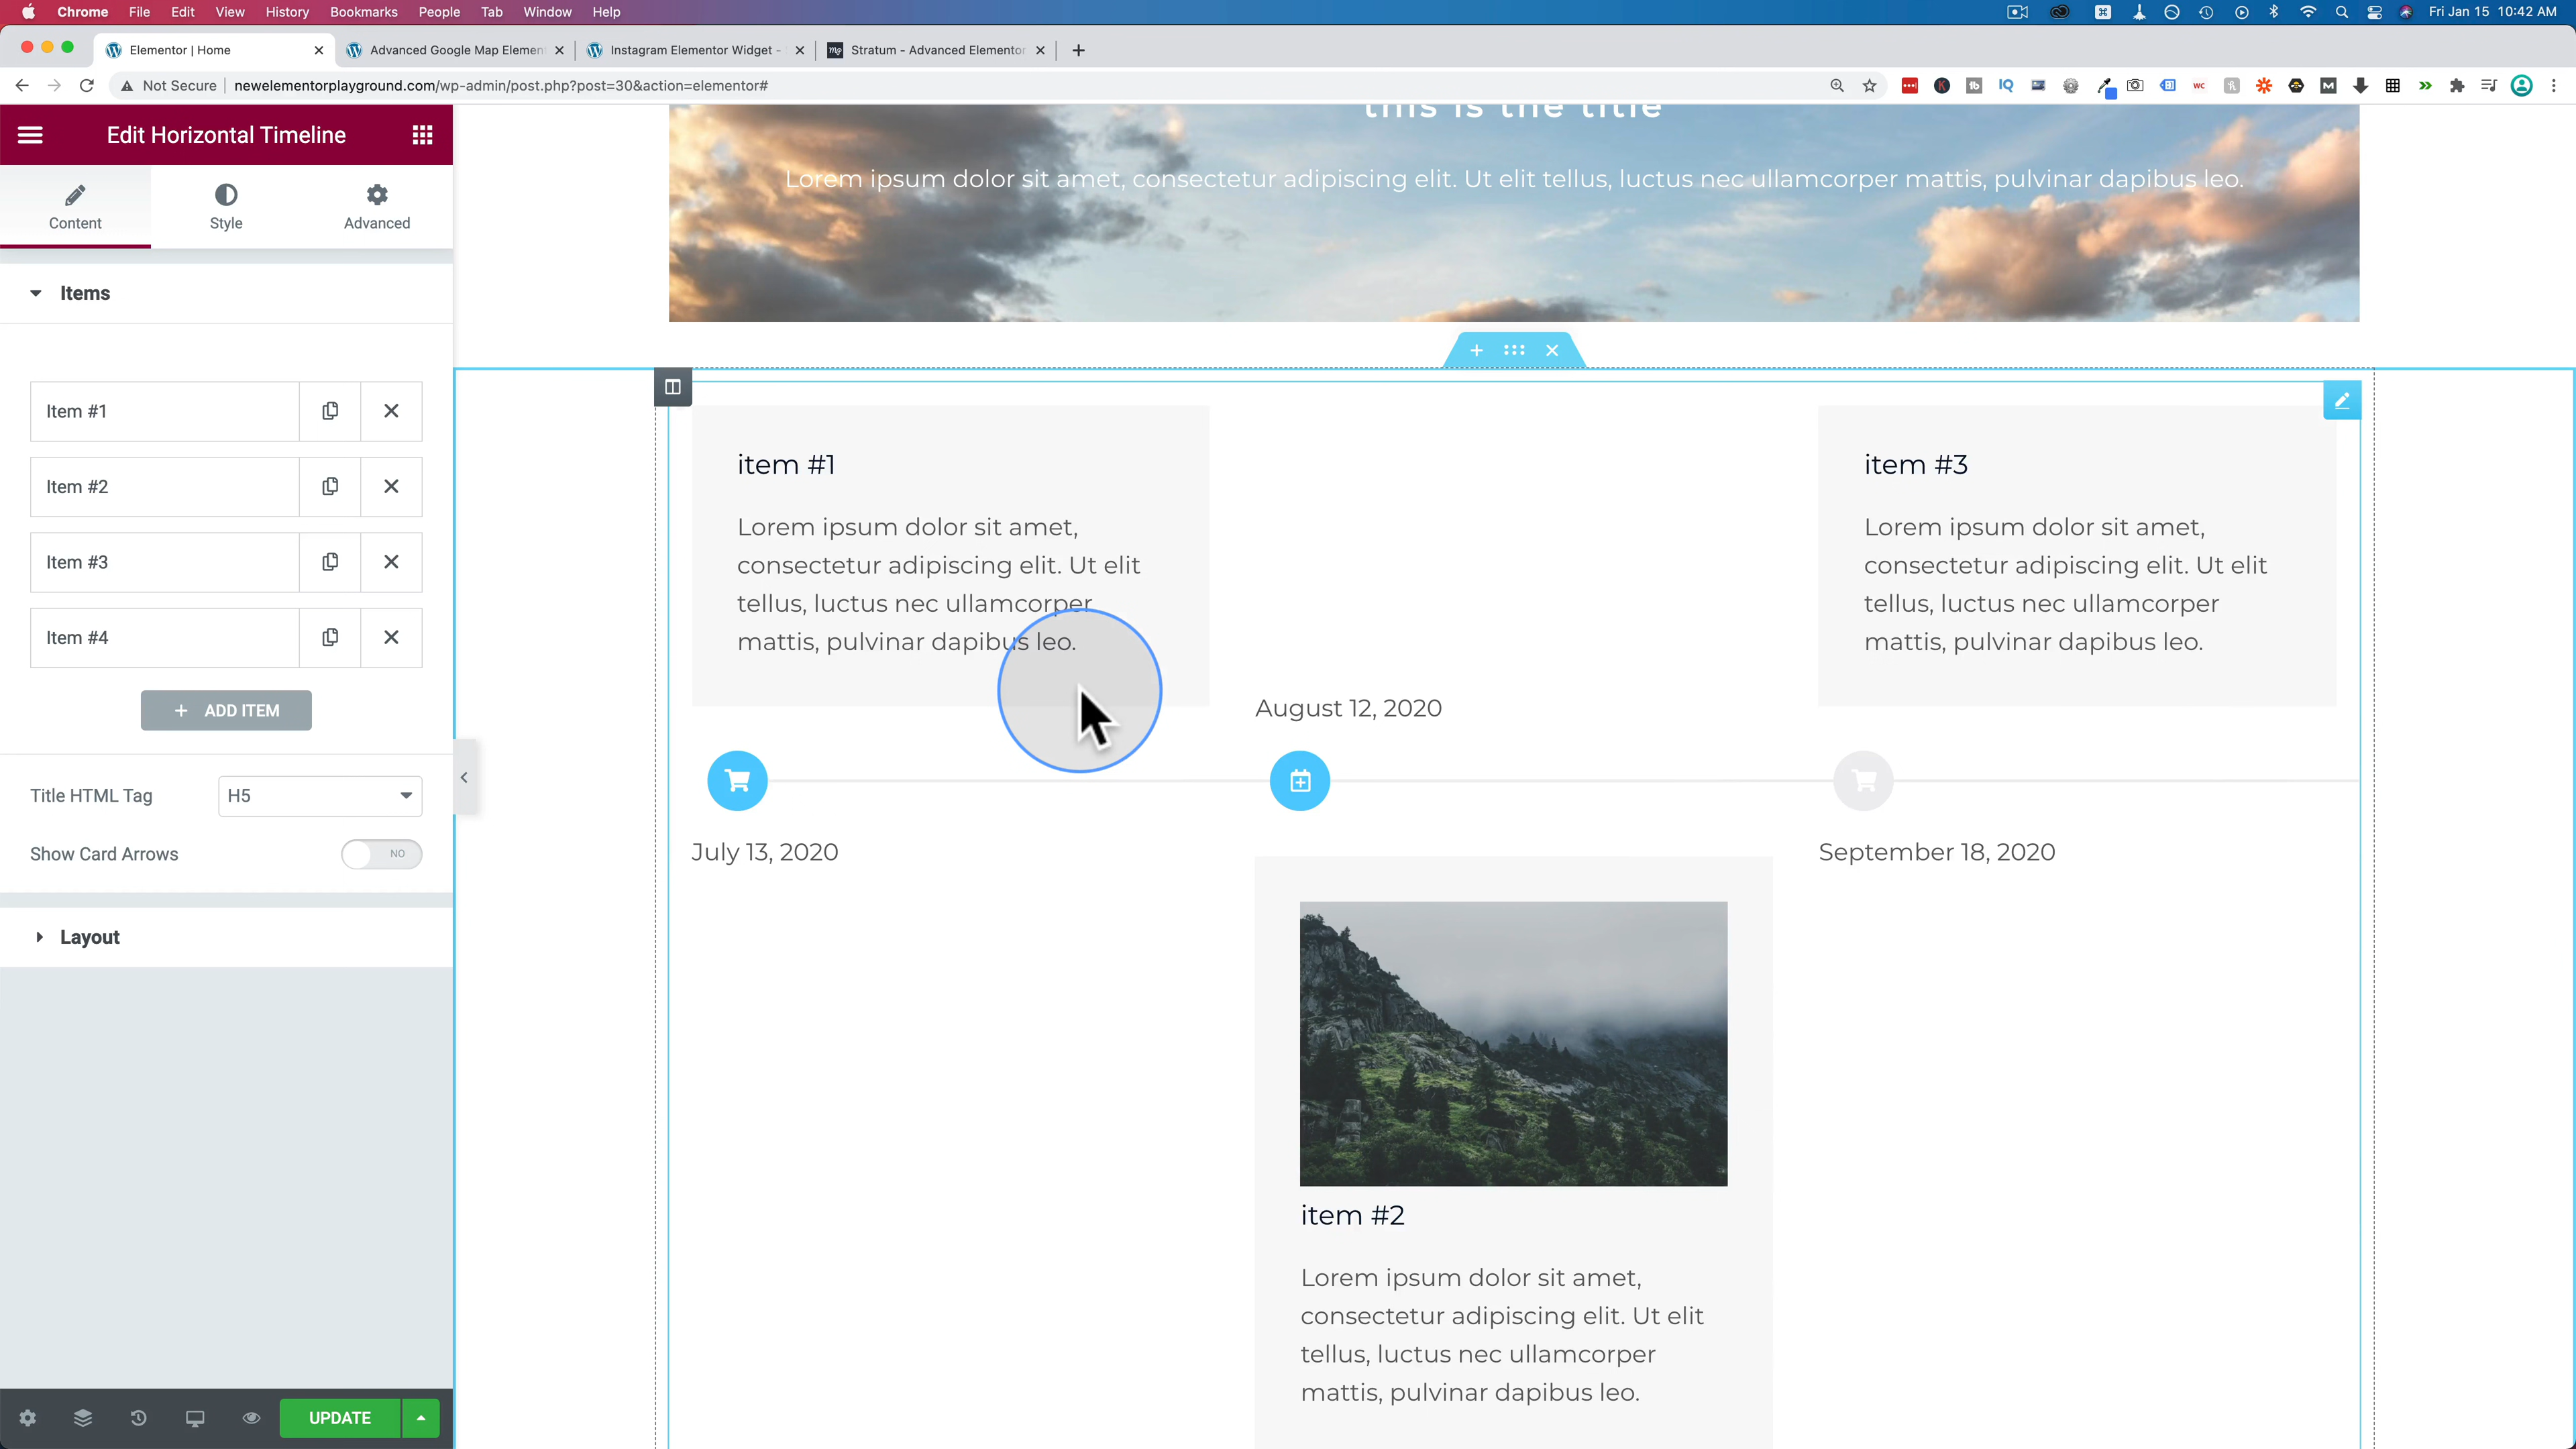 Chrome File Edit View History Bookmarks People Tab Window Help Fri Jan 15 10:42 AM
Elementor | Home Advanced Google Map Elemen Instagram Elementor Widget - Stratum - Advanced Elementor
Not Secure newelementorplayground.com/wp-admin/post.php?post=30&action=elementor#
Edit Horizontal Timeline
Content Style Advanced
Items
Item #1
Item #2
Item #3
Item #4
+ ADD ITEM
Title HTML Tag H5
Show Card Arrows NO
Layout
UPDATE
this is the title
Lorem ipsum dolor sit amet, consectetur adipiscing elit. Ut elit tellus, luctus nec ullamcorper mattis, pulvinar dapibus leo.
item #1
Lorem ipsum dolor sit amet,
consectetur adipiscing elit. Ut elit
tellus, luctus nec ullamcorper
mattis, pulvinar dapibus leo.
July 13, 2020
August 12, 2020
item #2
Lorem ipsum dolor sit amet,
consectetur adipiscing elit. Ut elit
tellus, luctus nec ullamcorper
mattis, pulvinar dapibus leo.
item #3
Lorem ipsum dolor sit amet,
consectetur adipiscing elit. Ut elit
tellus, luctus nec ullamcorper
mattis, pulvinar dapibus leo.
September 18, 2020